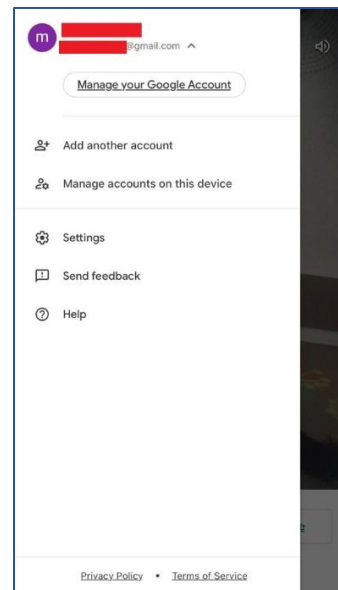 m
@gmail.com
Manage your Google Account
Add another account
Manage accounts on this device
Settings
Send feedback
Help
Privacy Policy • Terms of Service